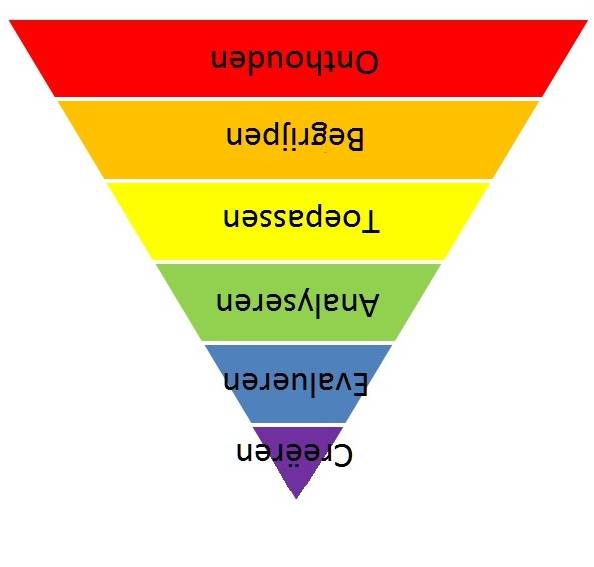 Creëren
Evalueren
Analyseren
Toepassen
Begrijpen
Onthouden